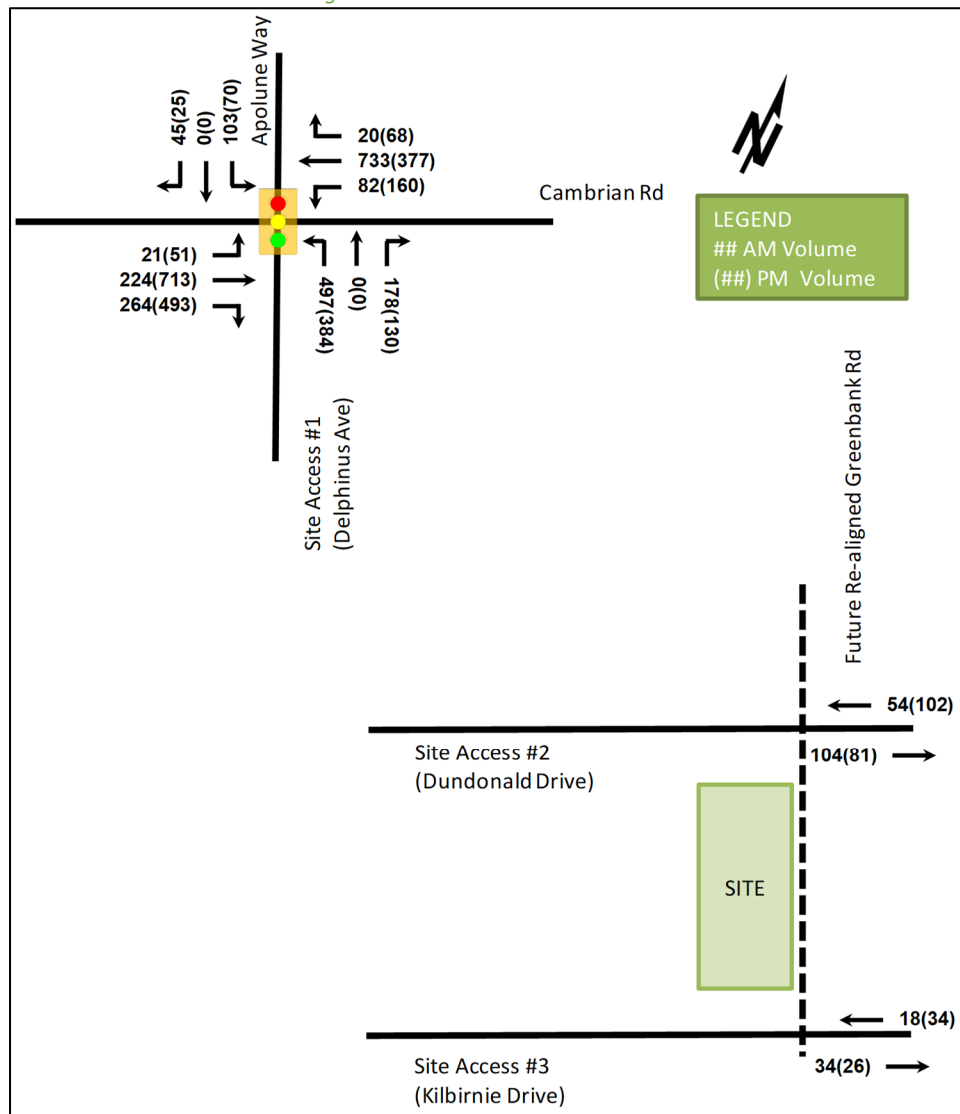 Apolune Way
45(25)
0(0)
103(70)
20(68)
733(377)
82(160)
Cambrian Rd
21(51)
224(713)
264(493)
497(384)
0(0)
178(130)
LEGEND
## AM Volume
(##) PM Volume
Site Access #1
(Delphinus Ave)
Future Re-aligned Greenbank Rd
54(102)
Site Access #2
(Dundonald Drive)
104(81)
SITE
18(34)
Site Access #3
(Kilbirnie Drive)
34(26)